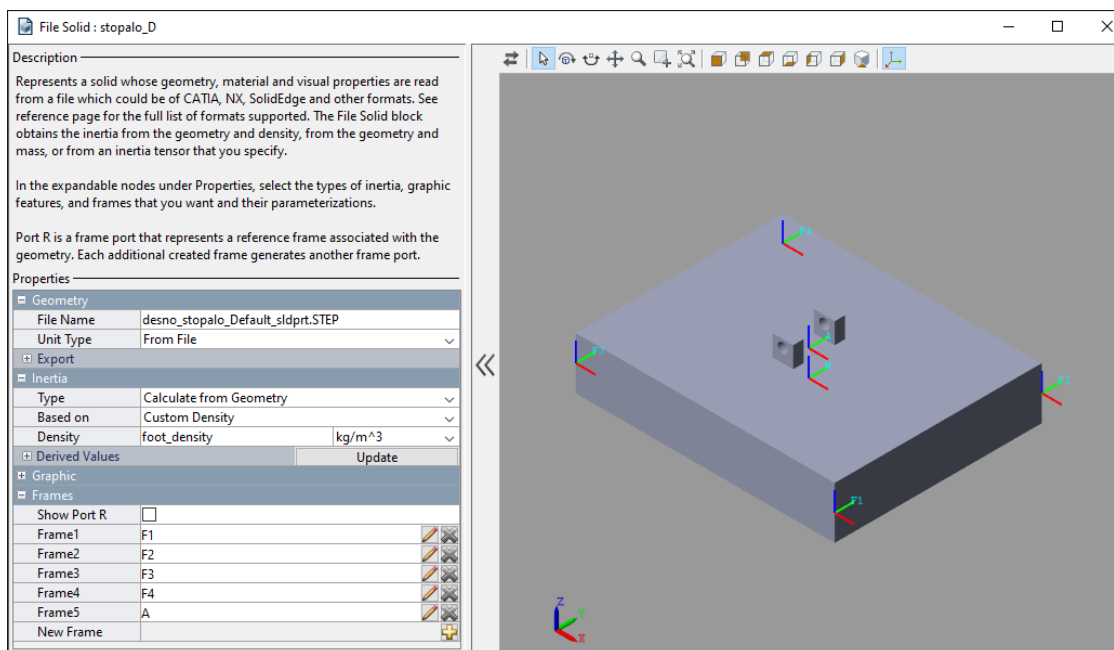 File Solid : stopalo_D
Description
Represents a solid whose geometry, material and visual properties are read
from a file which could be of CATIA, NX, SolidEdge and other formats. See
reference page for the full list of formats supported. The File Solid block
obtains the inertia from the geometry and density, from the geometry and
mass, or from an inertia tensor that you specify.
In the expandable nodes under Properties, select the types of inertia, graphic
features, and frames that you want and their parameterizations.
Port R is a frame port that represents a reference frame associated with the
geometry. Each additional created frame generates another frame port.
Properties
Geometry
File Name desno_stopalo_Default_sldprt.STEP
Unit Type From File
Export
Inertia
Type Calculate from Geometry
Based on Custom Density
Density foot_density kg/m^3
Derived Values Update
Graphic
Frames
Show Port R
Frame1 F1
Frame2 F2
Frame3 F3
Frame4 F4
Frame5 A
New Frame
F4
A
F2
F1
Z
Y
X